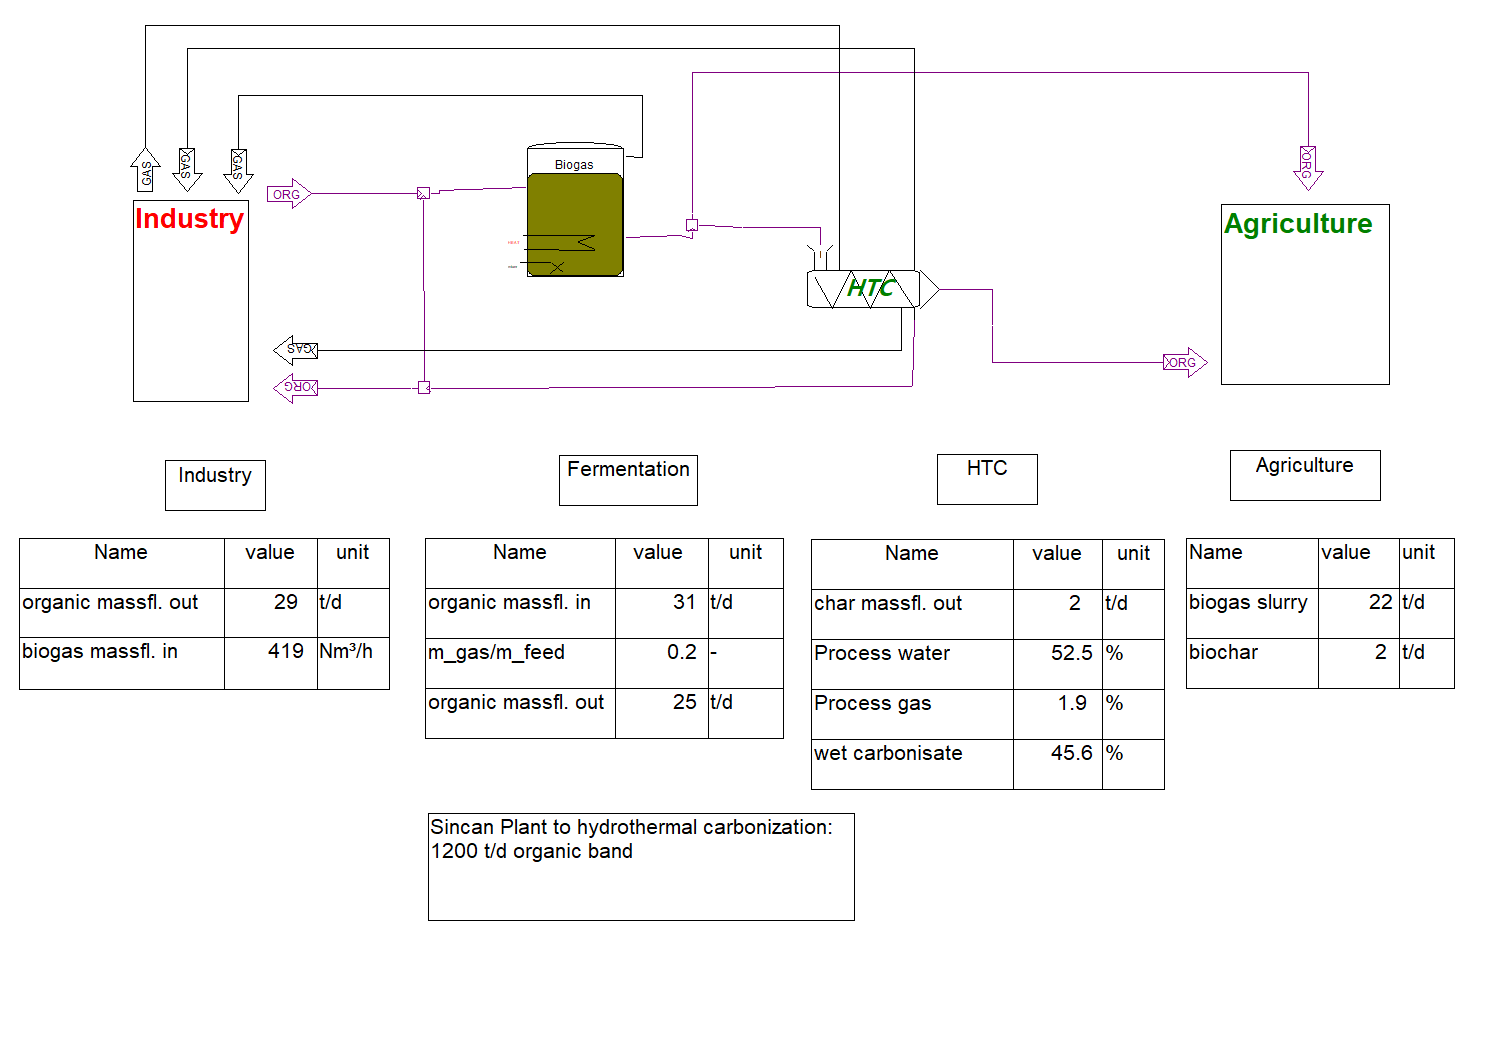 GAS
GAS
GAS
ORG
Biogas
ORG
Industry
Agriculture
HEAT
HTC
GAS
ORG
ORG
Industry
Fermentation
HTC
Agriculture
Name value unit
organic massfl. out 29 t/d
biogas massfl. in 419 Nm³/h
Name value unit
organic massfl. in 31 t/d
m_gas/m_feed 0.2 -
organic massfl. out 25 t/d
Name value unit
char massfl. out 2 t/d
Process water 52.5 %
Process gas 1.9 %
wet carbonisate 45.6 %
Name value unit
biogas slurry 22 t/d
biochar 2 t/d
Sincan Plant to hydrothermal carbonization:
1200 t/d organic band